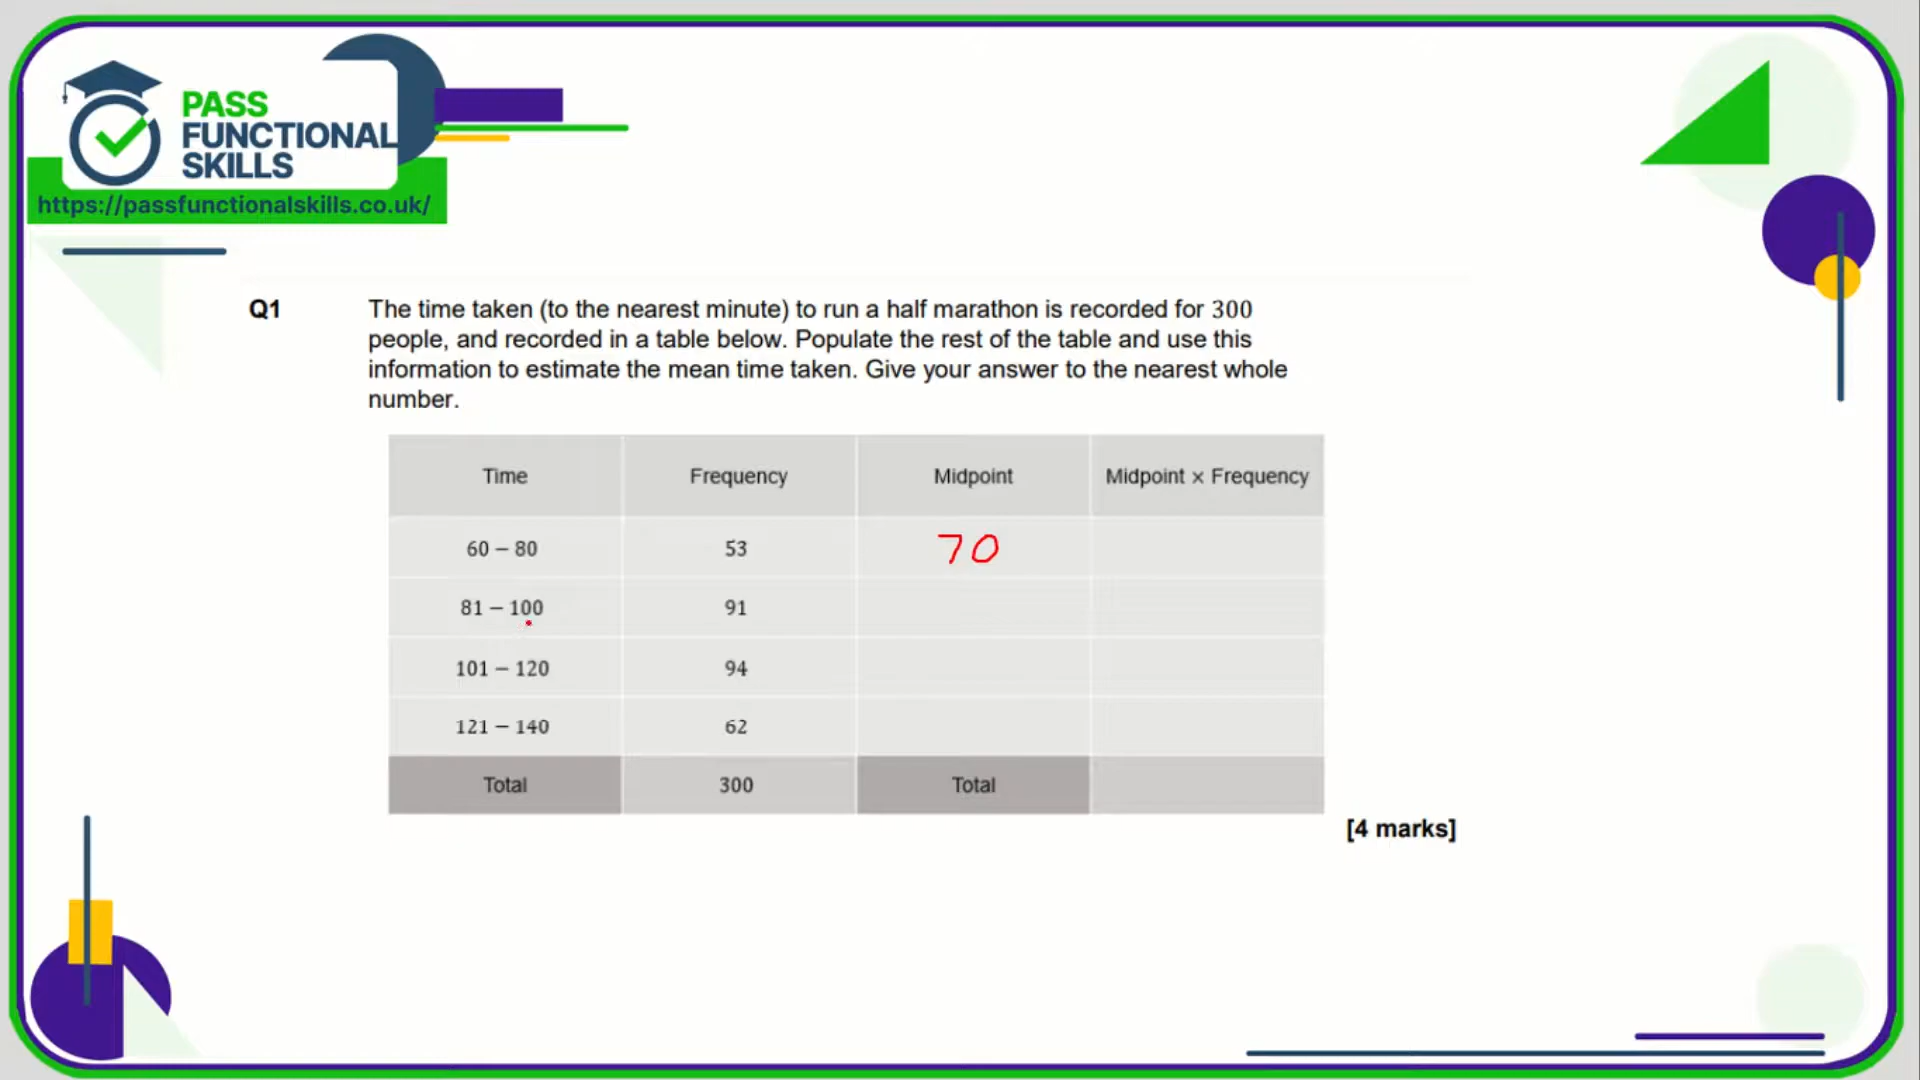 PASS
FUNCTIONAL
SKILLS
https://passfunctionalskills.co.uk/
Q1 The time taken (to the nearest minute) to run a half marathon is recorded for 300
people, and recorded in a table below. Populate the rest of the table and use this
information to estimate the mean time taken. Give your answer to the nearest whole
number.
Time Frequency Midpoint Midpoint × Frequency
60 – 80 53 70
81 – 100 91
101 – 120 94
121 – 140 62
Total 300 Total
[4 marks]